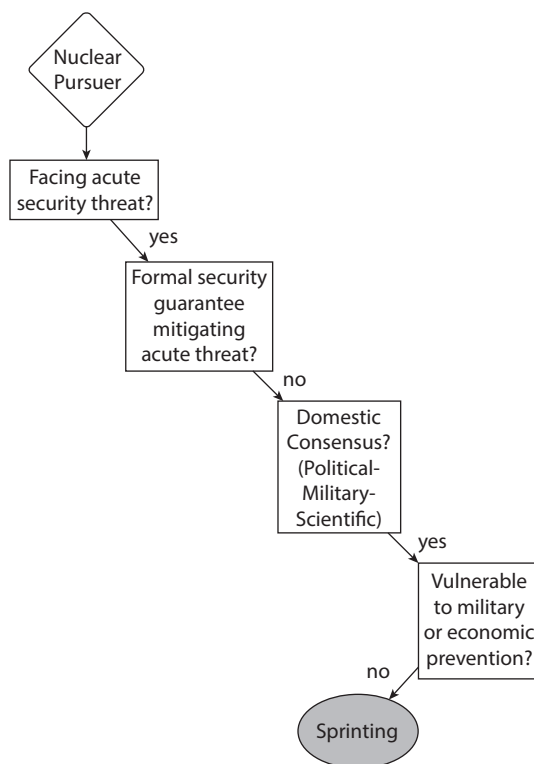 Nuclear
Pursuer
Facing acute
security threat?
yes
Formal security
guarantee
mitigating
acute threat?
no
Domestic
Consensus?
(Political-
Military-
Scientific)
yes
Vulnerable
to military
or economic
prevention?
no
Sprinting